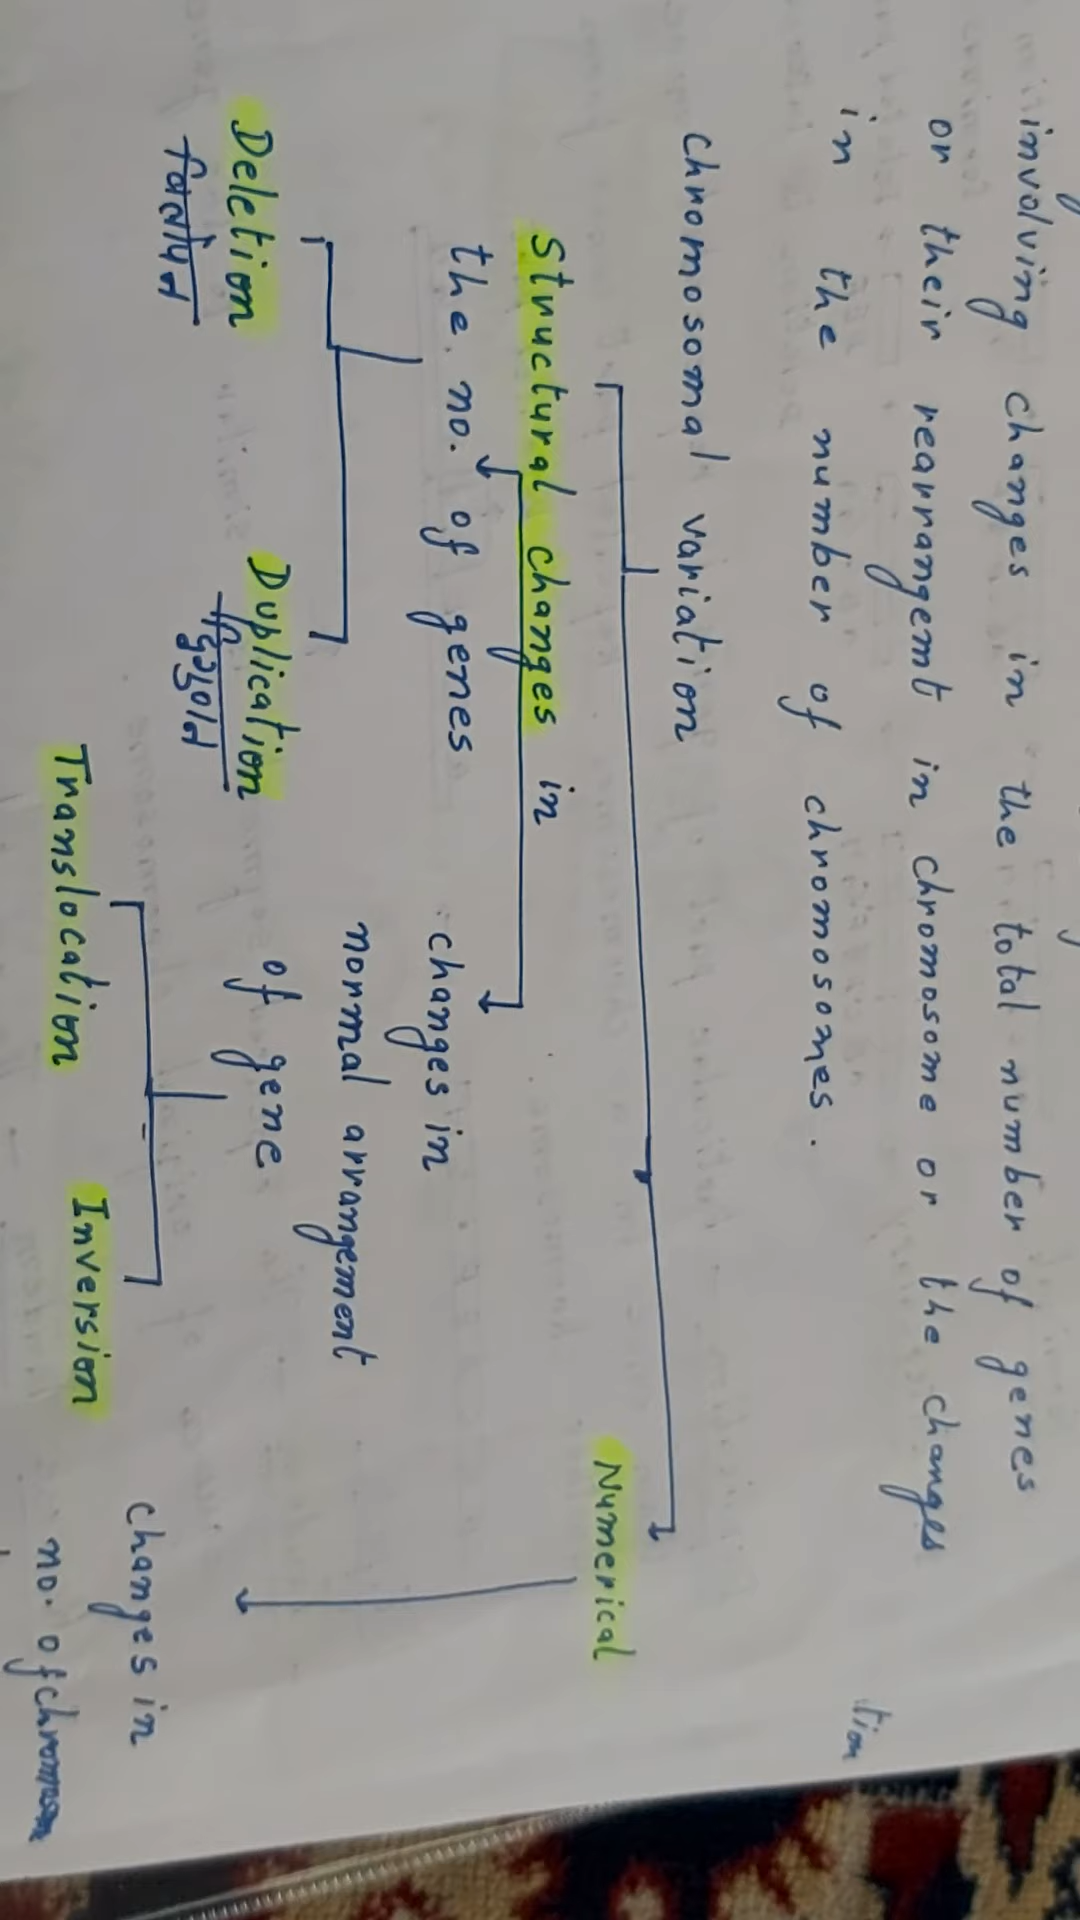 involving changes in the total number of genes
or their rearrangemt in chromosome or the changes
in the number of chromosomes.
tion
chromosomal variation
Structural changes in
the no. of genes
Numerical
changes in
normal arrangement
of gene
Deletion
विलोपन
Duplication
द्विगुणन
Translocation
Inversion
changes in
no. of chromosom